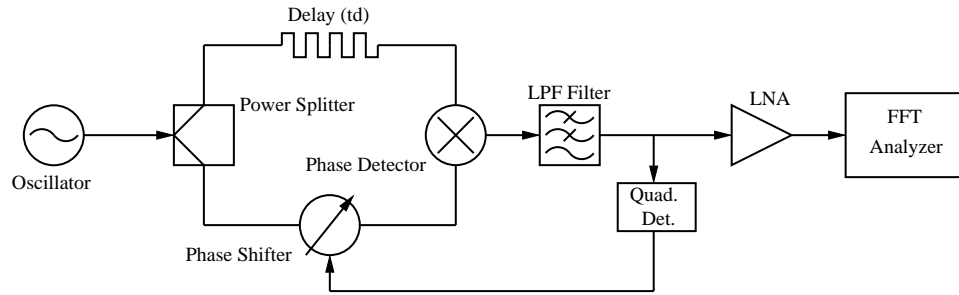 Delay (td)
Power Splitter
LPF Filter
LNA
FFT
Analyzer
Phase Detector
Oscillator
Quad.
Det.
Phase Shifter